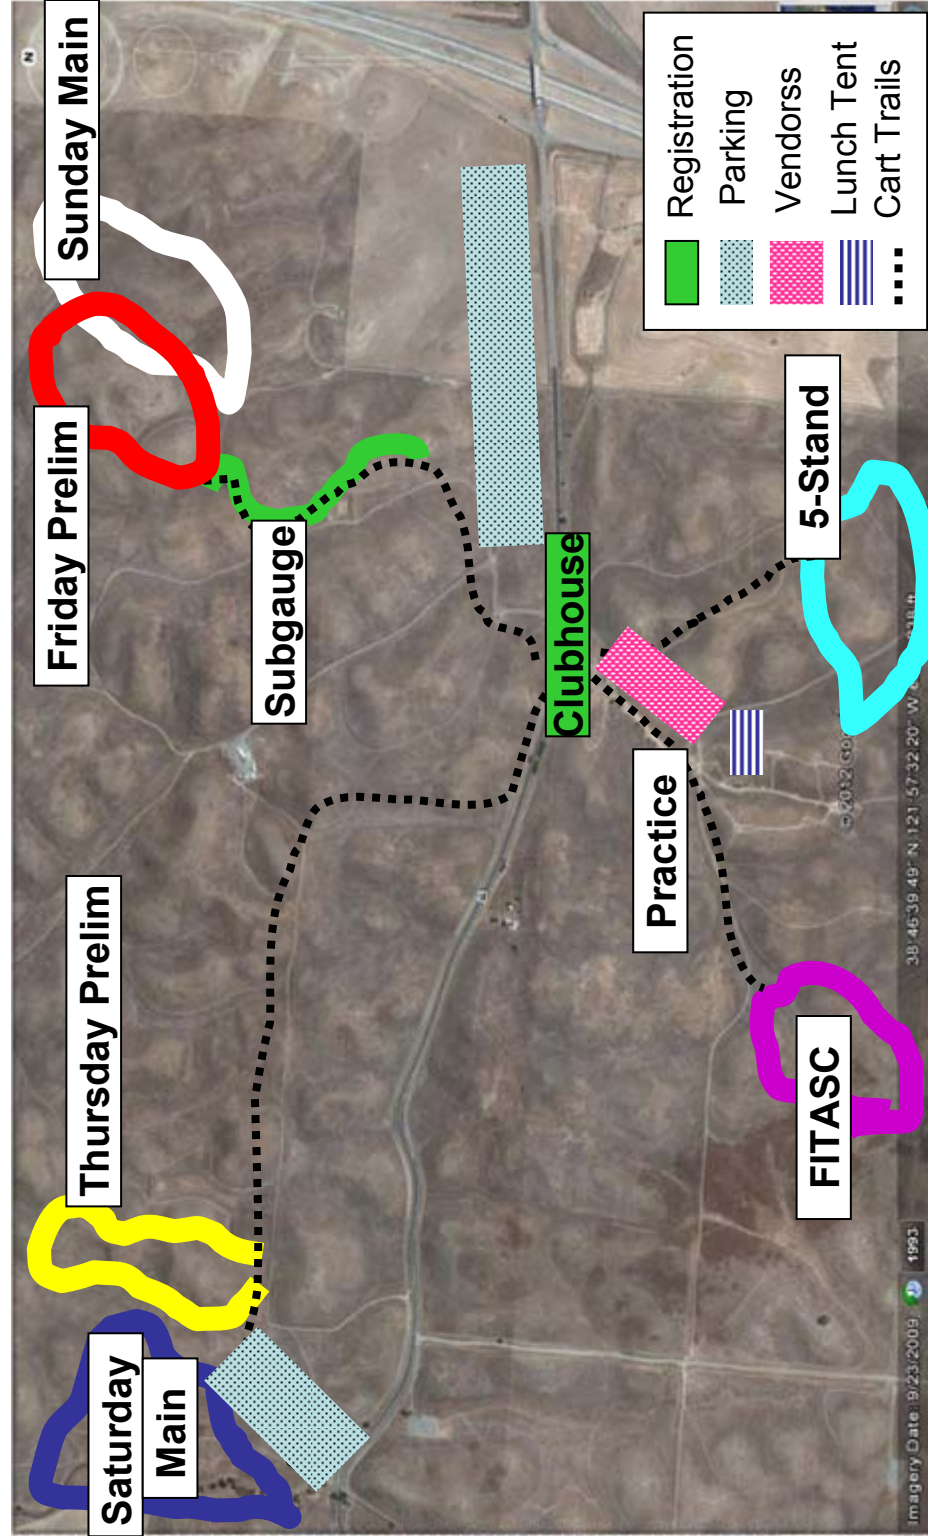 Saturday
Main
Thursday Prelim
Friday Prelim
Sunday Main
N
Subgauge
Clubhouse
Practice
FITASC
5-Stand
Registration
Parking
Vendorss
Lunch Tent
Cart Trails
Imagery Date: 9/23/2009
1993